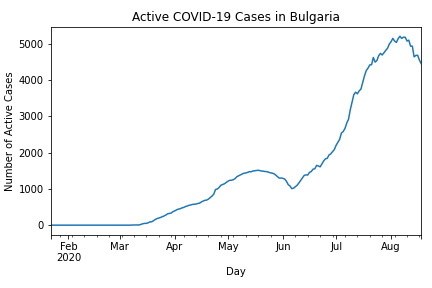 Active COVID-19 Cases in Bulgaria
Number of Active Cases
5000
4000
3000
2000
1000
0
Feb Mar Apr May Jun Jul Aug
2020
Day